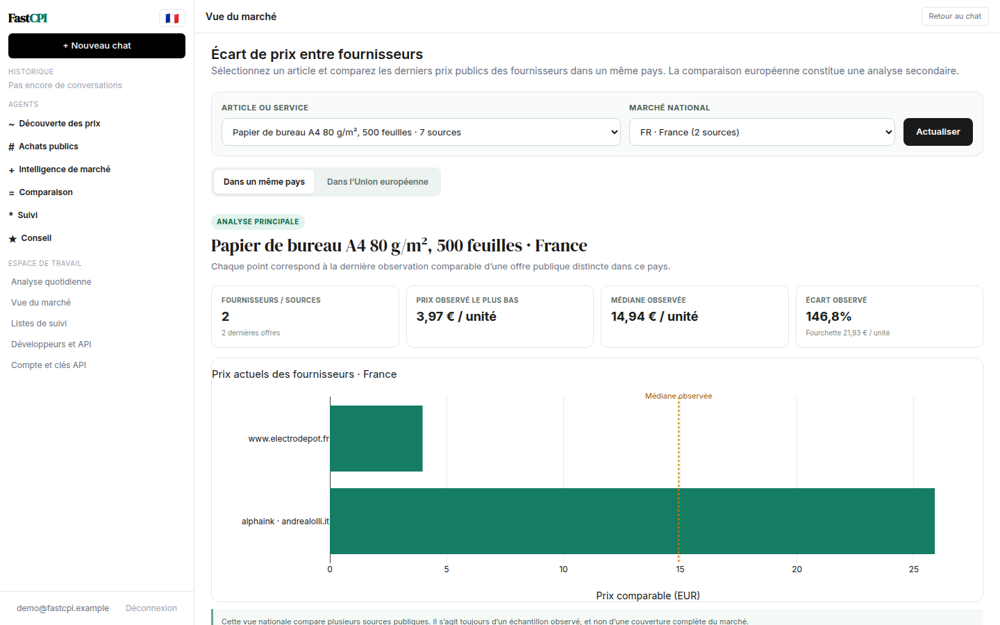 FastCPI
+ Nouveau chat
HISTORIQUE
Pas encore de conversations
AGENTS
~ Découverte des prix
# Achats publics
+ Intelligence de marché
= Comparaison
* Suivi
★ Conseil
ESPACE DE TRAVAIL
Analyse quotidienne
Vue du marché
Listes de suivi
Développeurs et API
Compte et clés API
demo@fastcpi.example Déconnexion
Vue du marché
Retour au chat
Écart de prix entre fournisseurs
Sélectionnez un article et comparez les derniers prix publics des fournisseurs dans un même pays. La comparaison européenne constitue une analyse secondaire.
ARTICLE OU SERVICE
Papier de bureau A4 80 g/m², 500 feuilles · 7 sources
MARCHÉ NATIONAL
FR · France (2 sources)
Actualiser
Dans un même pays
Dans l’Union européenne
ANALYSE PRINCIPALE
Papier de bureau A4 80 g/m², 500 feuilles · France
Chaque point correspond à la dernière observation comparable d’une offre publique distincte dans ce pays.
FOURNISSEURS / SOURCES
2
2 dernières offres
PRIX OBSERVÉ LE PLUS BAS
3,97 € / unité
MÉDIANE OBSERVÉE
14,94 € / unité
ÉCART OBSERVÉ
146,8%
Fourchette 21,93 € / unité
Prix actuels des fournisseurs · France
Médiane observée
www.electrodepot.fr
alphaink · andrealolli.it
0 5 10 15 20 25
Prix comparable (EUR)
Cette vue nationale compare plusieurs sources publiques. Il s’agit toujours d’un échantillon observé, et non d’une couverture complète du marché.